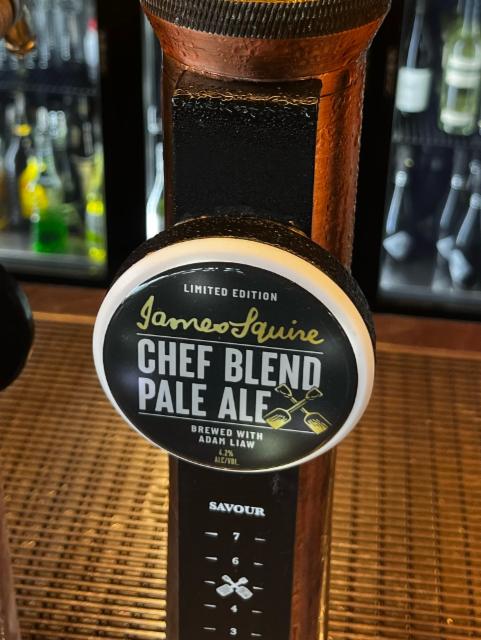 LIMITED EDITION
James Squire
CHEF BLEND
PALE ALE
BREWED WITH
ADAM LIAW
4.2%
ALC/VOL.
SAVOUR
7
6
4
3